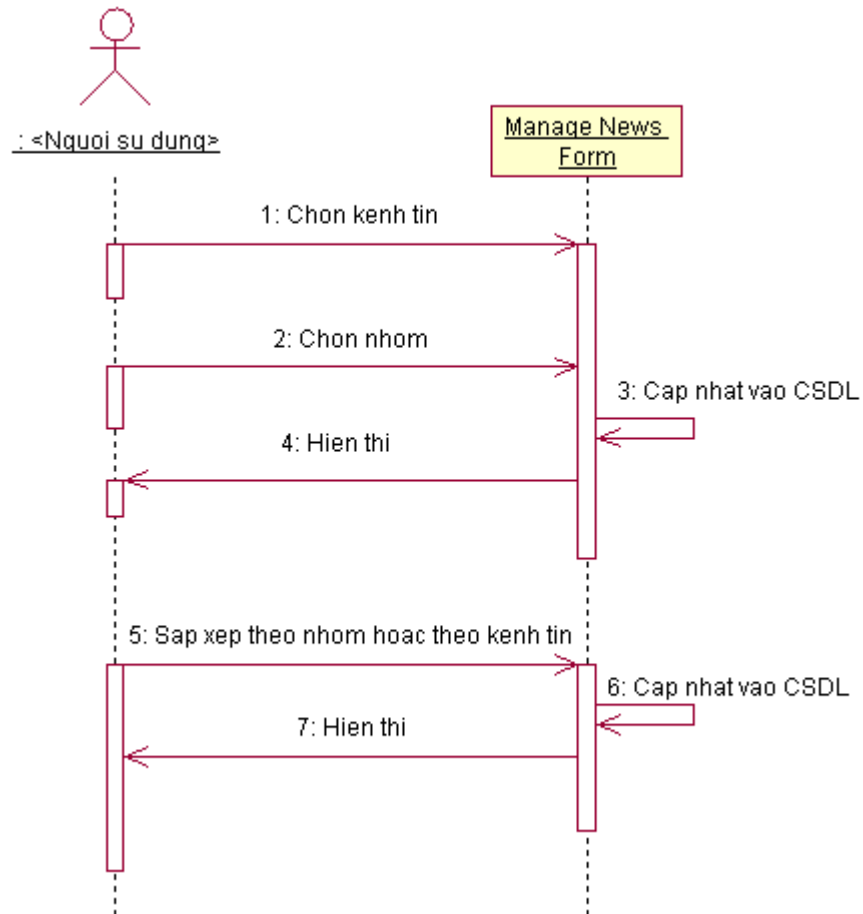 : <Nguoi su dung>
Manage News
Form
1: Chon kenh tin
2: Chon nhom
3: Cap nhat vao CSDL
4: Hien thi
5: Sap xep theo nhom hoac theo kenh tin
6: Cap nhat vao CSDL
7: Hien thi